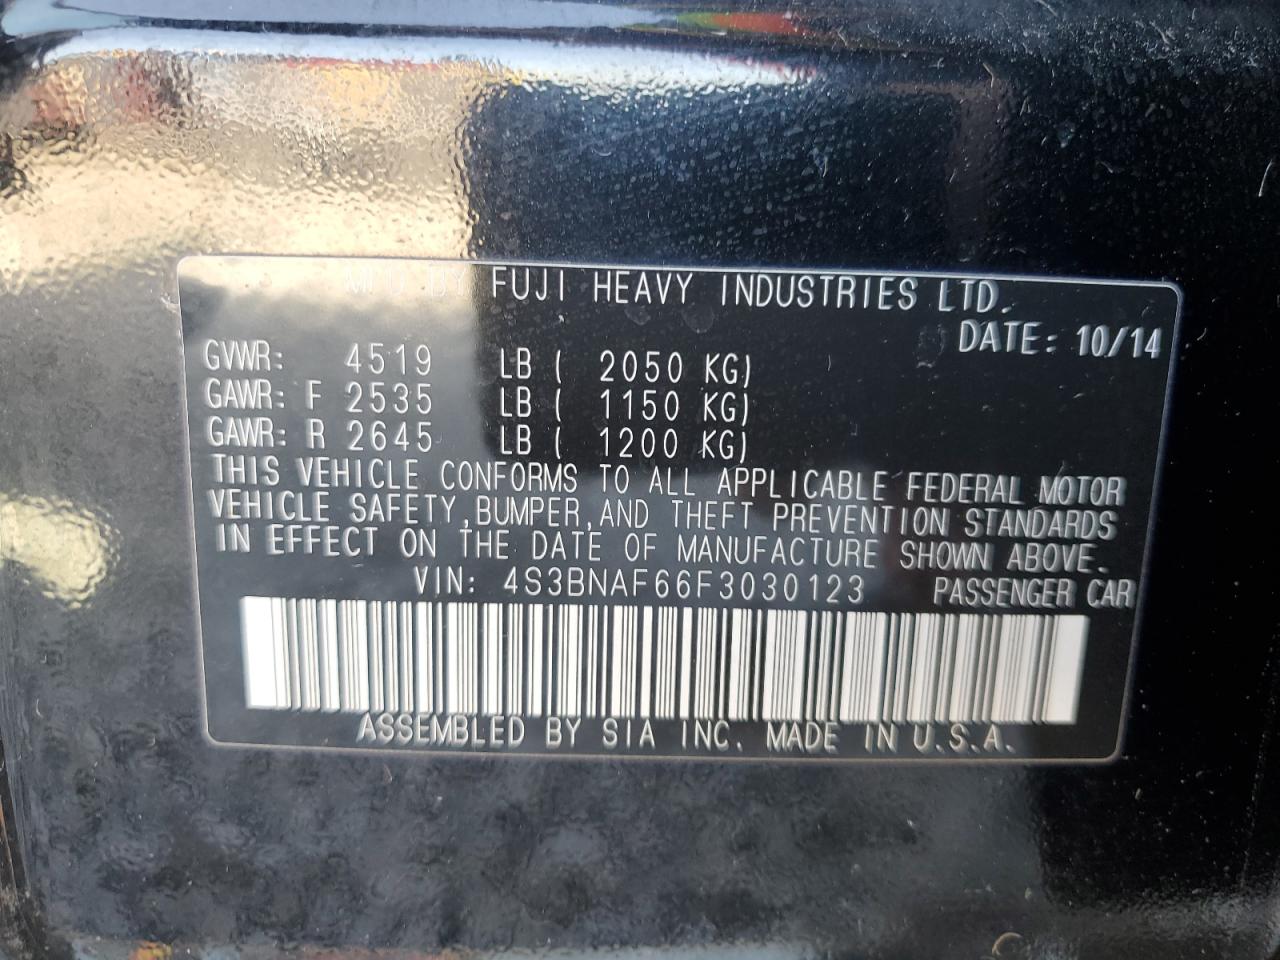 MFD BY FUJI HEAVY INDUSTRIES LTD.
DATE: 10/14
GVWR: 4519 LB ( 2050 KG)
GAWR: F 2535 LB ( 1150 KG)
GAWR: R 2645 LB ( 1200 KG)
THIS VEHICLE CONFORMS TO ALL APPLICABLE FEDERAL MOTOR
VEHICLE SAFETY, BUMPER, AND THEFT PREVENTION STANDARDS
IN EFFECT ON THE DATE OF MANUFACTURE SHOWN ABOVE.
VIN: 4S3BNAF66F3030123 PASSENGER CAR
ASSEMBLED BY SIA INC. MADE IN U.S.A.